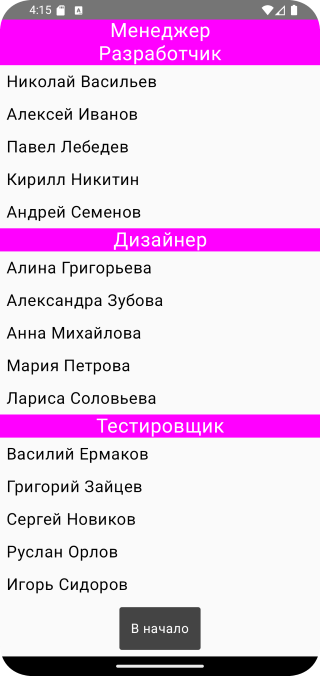 4:15
Менеджер
Разработчик
Николай Васильев
Алексей Иванов
Павел Лебедев
Кирилл Никитин
Андрей Семенов
Дизайнер
Алина Григорьева
Александра Зубова
Анна Михайлова
Мария Петрова
Лариса Соловьева
Тестировщик
Василий Ермаков
Григорий Зайцев
Сергей Новиков
Руслан Орлов
Игорь Сидоров
В начало